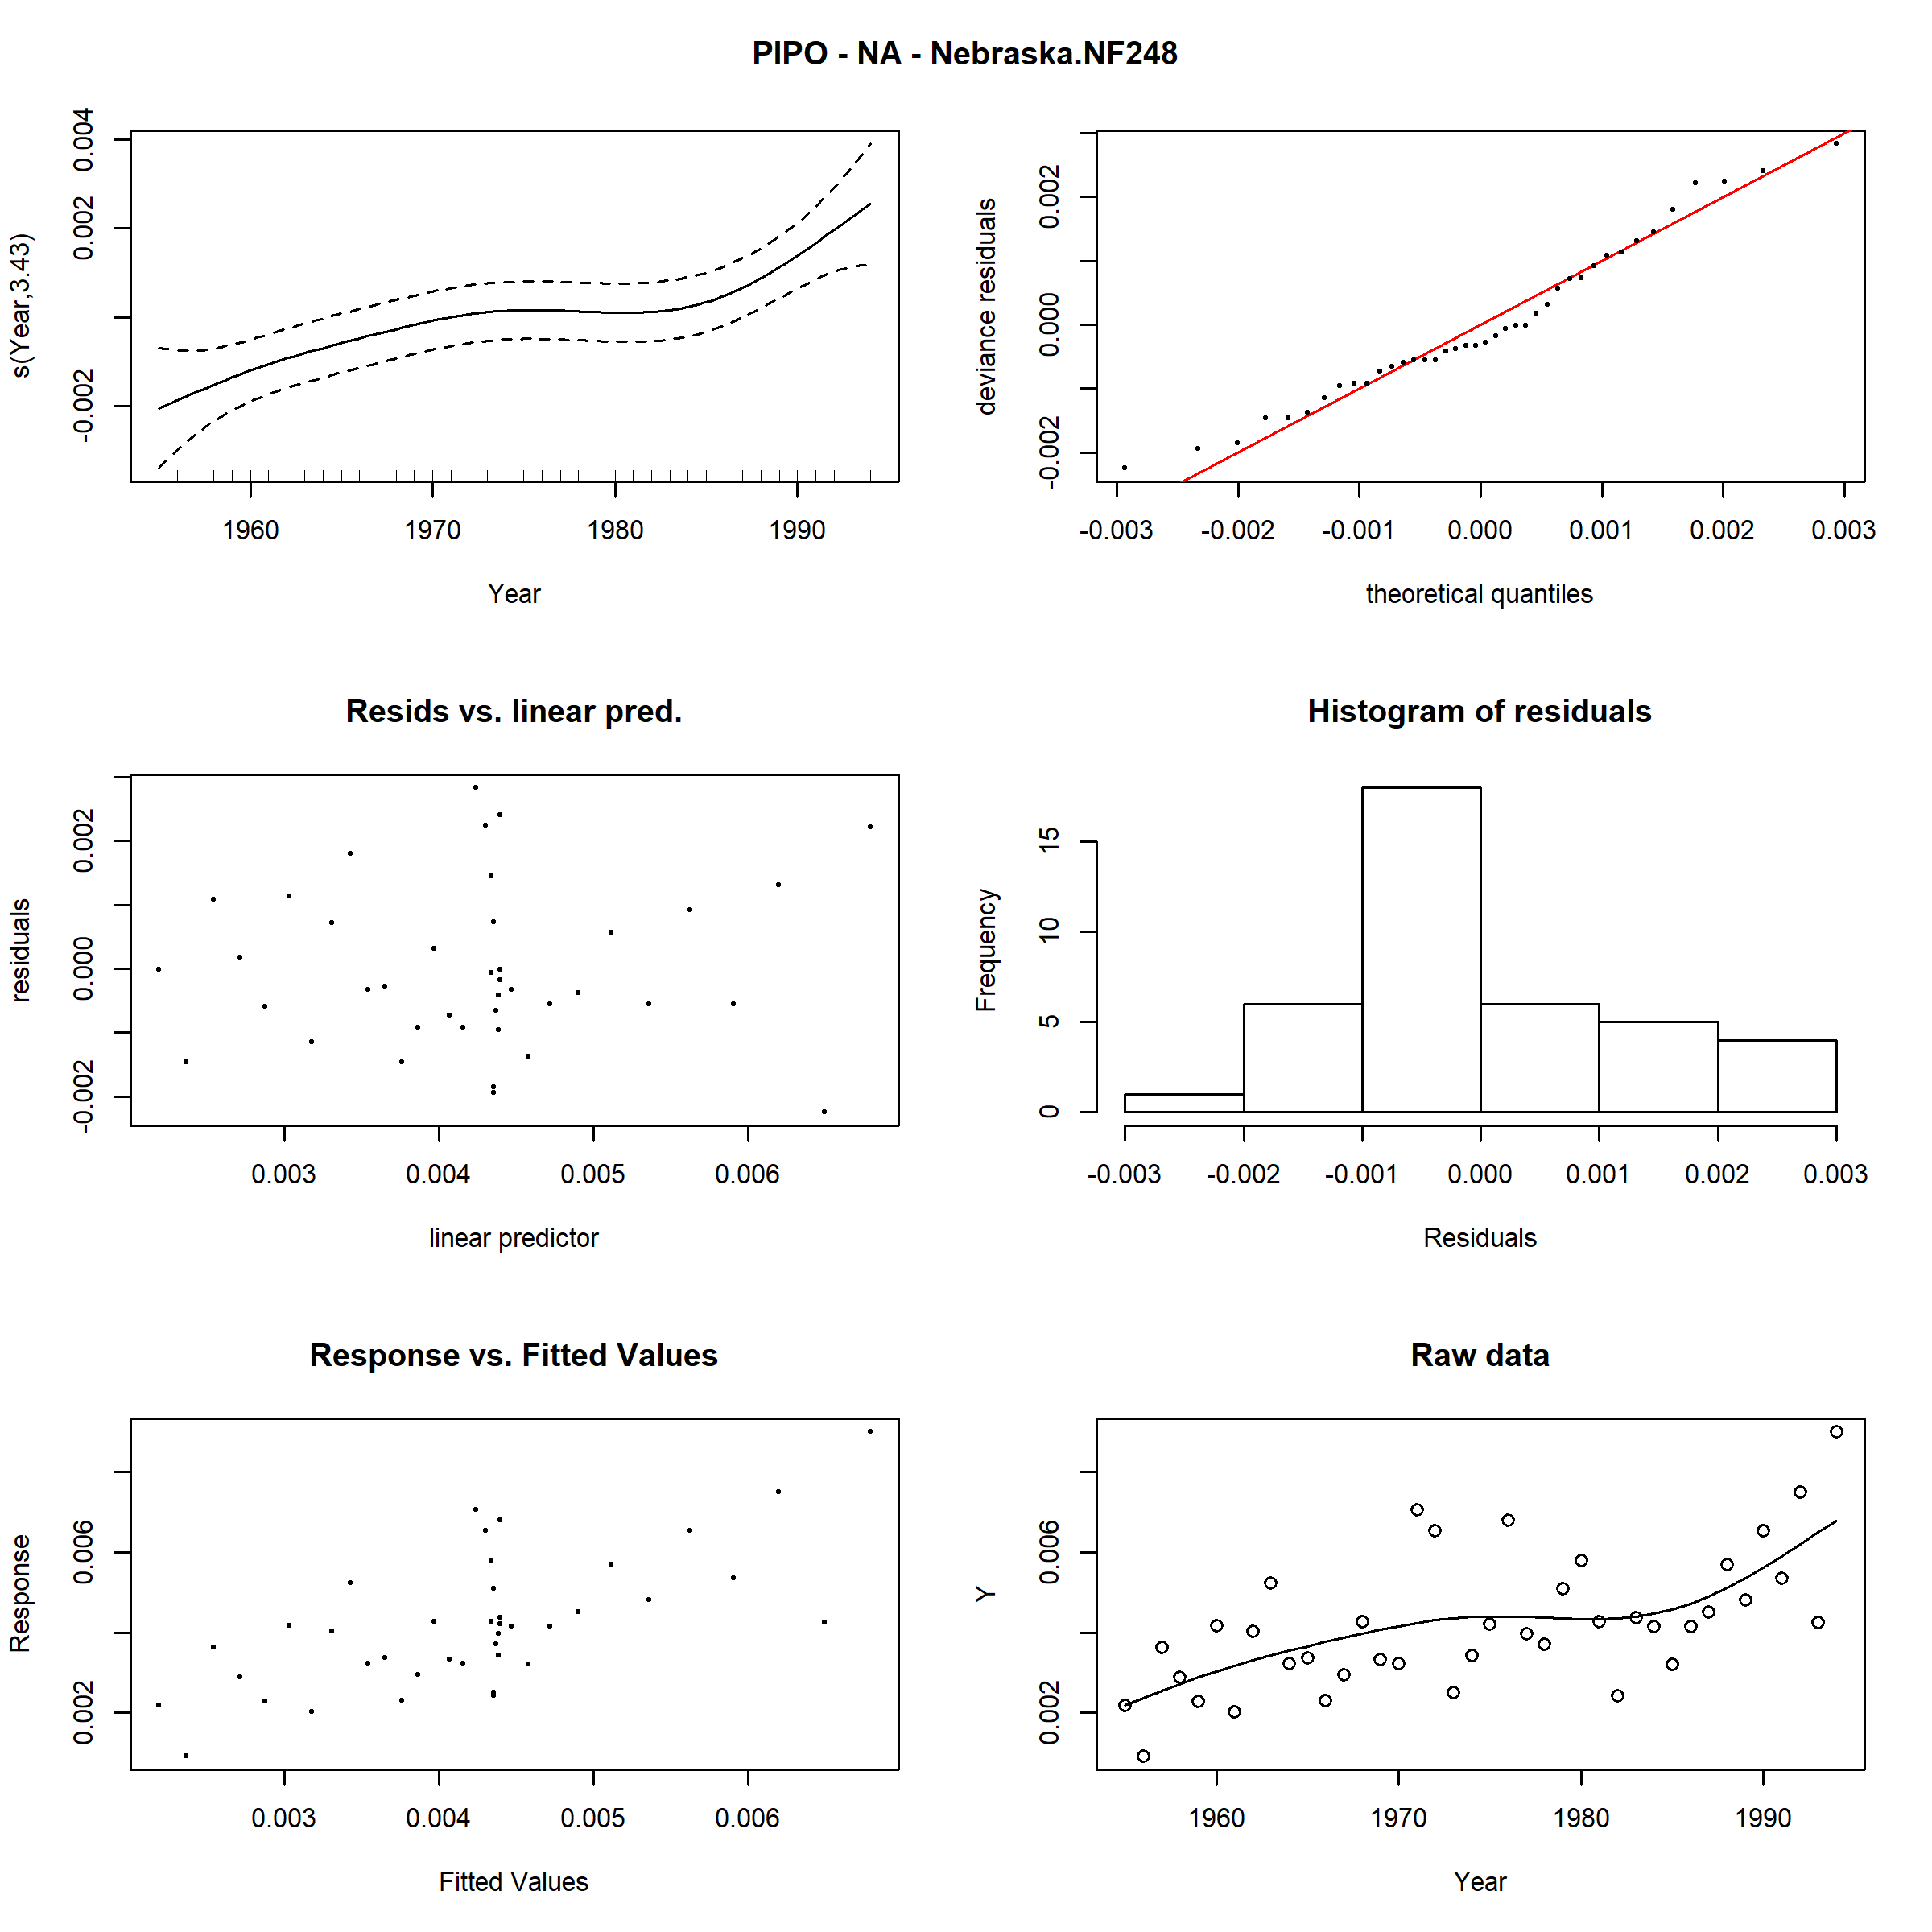 PIPO - NA - Nebraska.NF248
s(Year,3.43)
-0.002 0.002 0.004
1960 1970 1980 1990
Year
deviance residuals
-0.002 0.000 0.002
-0.003 -0.002 -0.001 0.000 0.001 0.002 0.003
theoretical quantiles
Resids vs. linear pred.
residuals
-0.002 0.000 0.002
0.003 0.004 0.005 0.006
linear predictor
Histogram of residuals
Frequency
0 5 10 15
-0.003 -0.002 -0.001 0.000 0.001 0.002 0.003
Residuals
Response vs. Fitted Values
Response
0.002 0.006
0.003 0.004 0.005 0.006
Fitted Values
Raw data
Y
0.002 0.006
1960 1970 1980 1990
Year